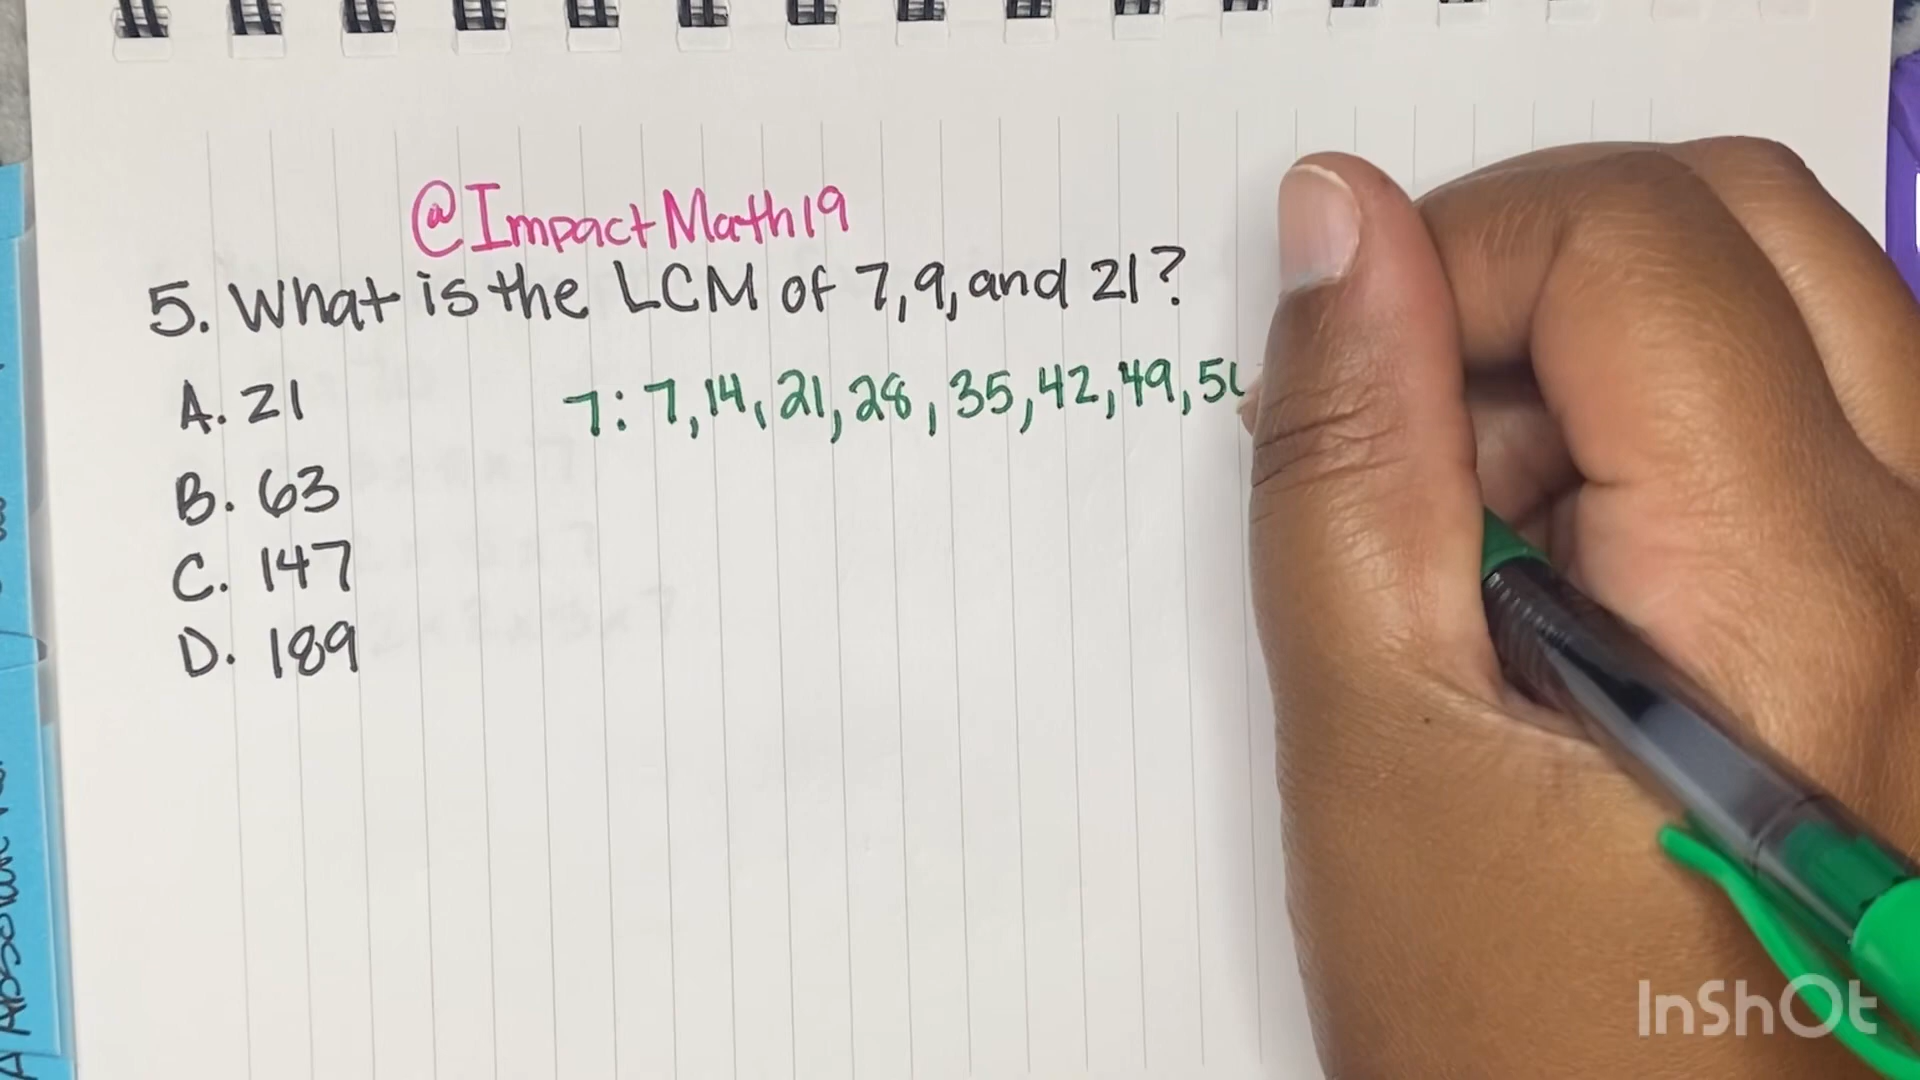 @ImpactMath19
5. What is the LCM of 7, 9, and 21?
A. 21
7: 7, 14, 21, 28, 35, 42, 49, 5
B. 63
C. 147
D. 189
InShOt